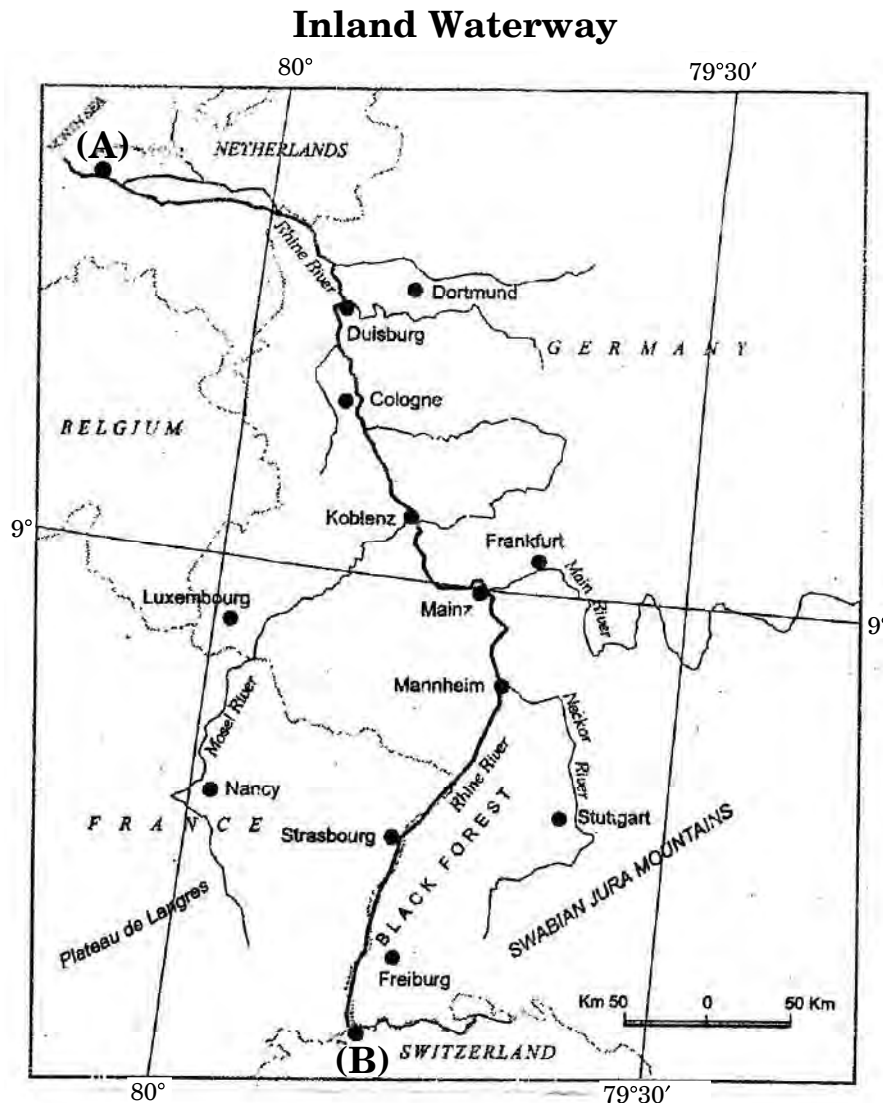 Inland Waterway
80°
79°30′
NORTH SEA
(A)
NETHERLANDS
Rhine River
Dortmund
Duisburg
G E R M A N Y
Cologne
RELGIUM
Koblenz
9°
Frankfurt
Main River
Luxembourg
Mainz
9°
Mannheim
Mosel River
Neckor River
Rhine River
Nancy
F R A N C E
Strasbourg
Stuttgart
BLACK FOREST
SWABIAN JURA MOUNTAINS
Plateau de Langres
Freiburg
Km 50 0 50 Km
(B)
SWITZERLAND
80°
79°30′